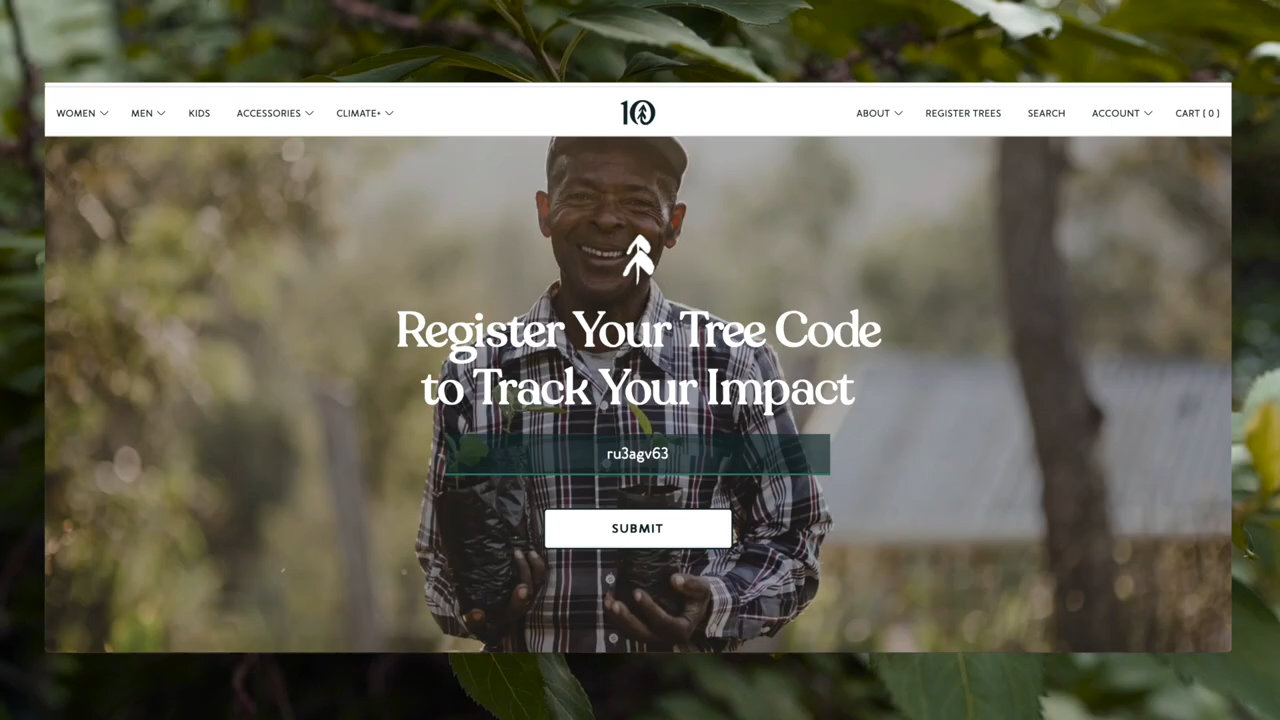 WOMEN MEN KIDS ACCESSORIES CLIMATE+ 10 ABOUT REGISTER TREES SEARCH ACCOUNT CART ( 0 )
Register Your Tree Code
to Track Your Impact
ru3agv63
SUBMIT